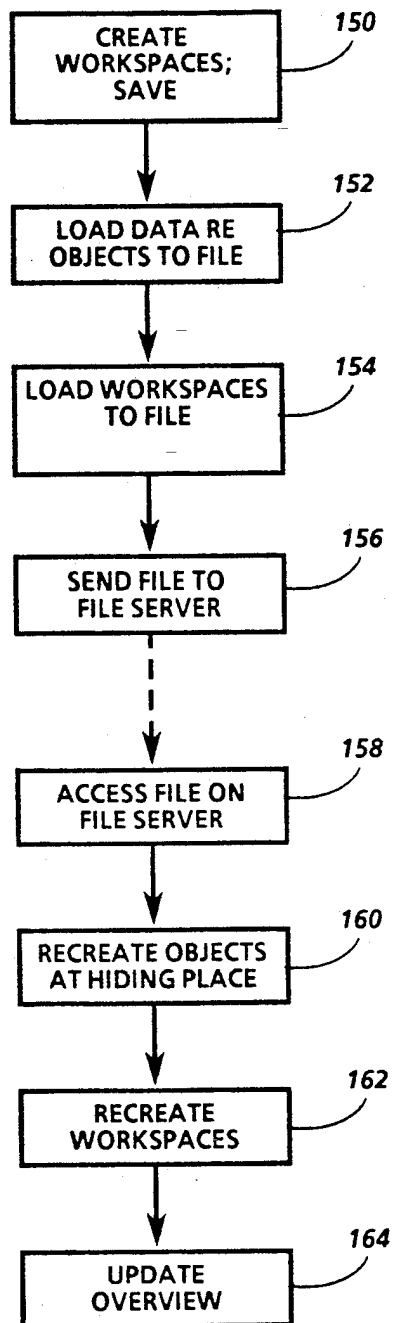 CREATE
WORKSPACES;
SAVE
150
LOAD DATA RE
OBJECTS TO FILE
152
LOAD WORKSPACES
TO FILE
154
SEND FILE TO
FILE SERVER
156
ACCESS FILE ON
FILE SERVER
158
RECREATE OBJECTS
AT HIDING PLACE
160
RECREATE
WORKSPACES
162
UPDATE
OVERVIEW
164